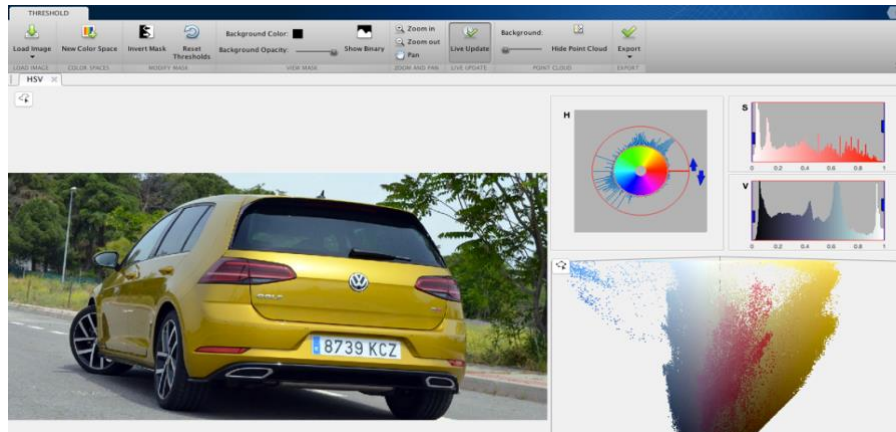 THRESHOLD
Load Image
New Color Space
Invert Mask
Reset Thresholds
Background Color:
Background Opacity:
Show Binary
Zoom in
Zoom out
Pan
Live Update
Background:
Hide Point Cloud
Export
LOAD IMAGE
COLOR SPACES
MODIFY MASK
VIEW MASK
ZOOM AND PAN
LIVE UPDATE
POINT CLOUD
EXPORT
HSV
H
S
0 0.2 0.4 0.6 0.8 1
V
0 0.2 0.4 0.6 0.8 1
GOLF
8739 KCZ